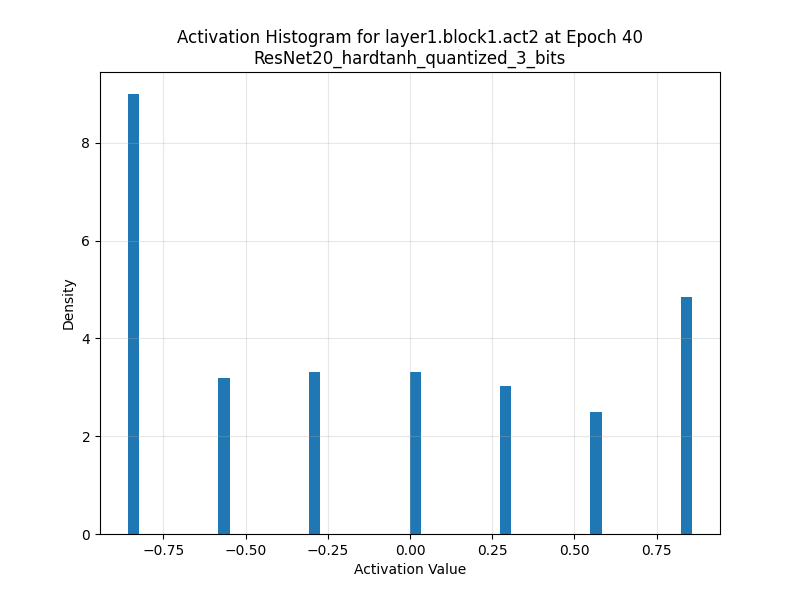 Activation Histogram for layer1.block1.act2 at Epoch 40
ResNet20_hardtanh_quantized_3_bits
Density
8
6
4
2
0
−0.75 −0.50 −0.25 0.00 0.25 0.50 0.75
Activation Value